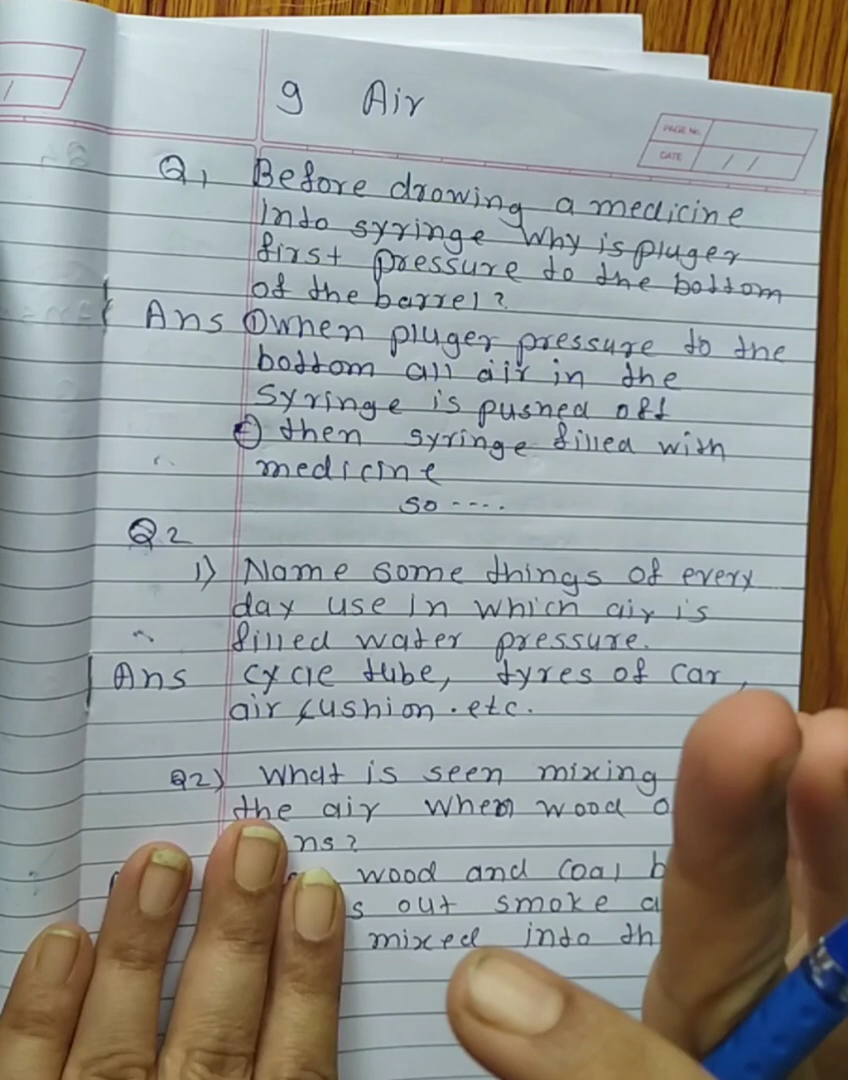 9 Air
PAGE NO.
DATE / /
/
Q1 Before drowing a medicine
into syringe why is pluger
first pressure to the bottom
of the barrel?
Ans ① when pluger pressure to the
bottom all air in the
syringe is pushed off
② then syringe filled with
medicine
so ----
Q2
1) Name some things of every
day use in which air is
filled water pressure.
Ans cycle tube, tyres of car,
air cushion. etc.
Q2) What is seen mixing
the air when wood
ns?
wood and coal b
s out smoke a
mixed into th